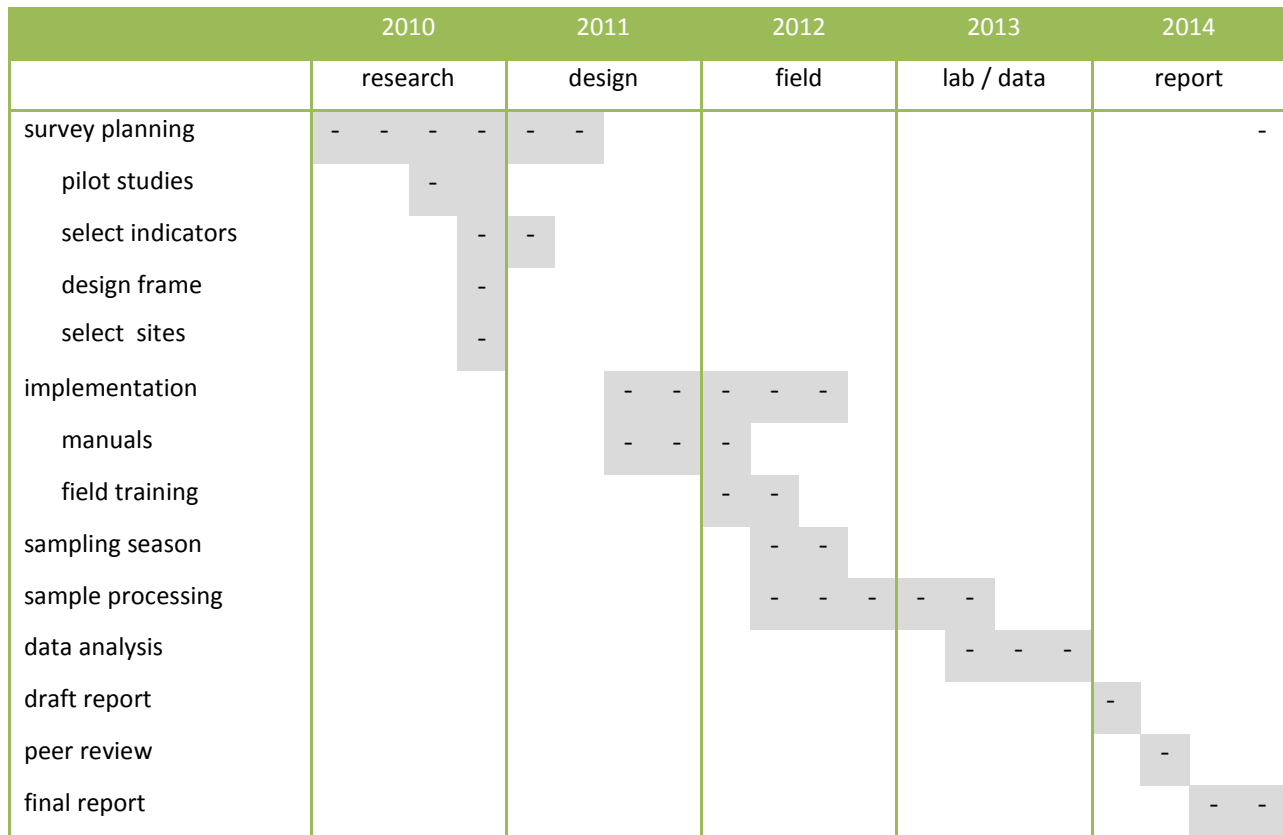 2010 2011 2012 2013 2014
research design field lab / data report
survey planning - - - - - - -
pilot studies -
select indicators - -
design frame -
select sites -
implementation - - - - -
manuals - - -
field training - -
sampling season - -
sample processing - - - - -
data analysis - - -
draft report -
peer review -
final report - -